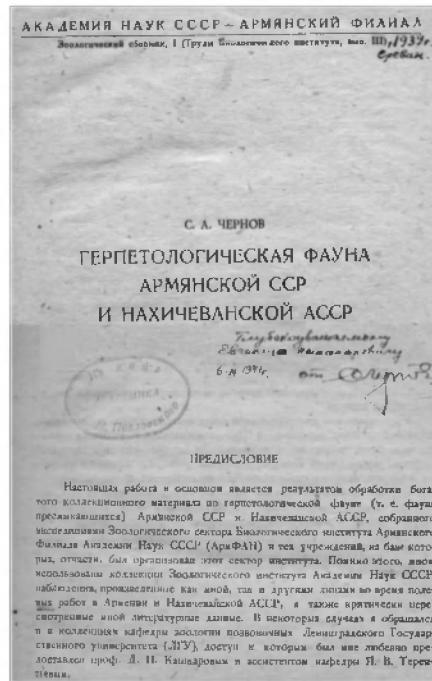 АКАДЕМИЯ НАУК СССР – АРМЯНСКИЙ ФИЛИАЛ
Зоологический сборник, I (Труды Биологического института, вып. III), 1939г.
Ереван.
С. А. ЧЕРНОВ
ГЕРПЕТОЛОГИЧЕСКАЯ ФАУНА
АРМЯНСКОЙ ССР
И НАХИЧЕВАНСКОЙ АССР
Глубокоуважаемому
от
ПРЕДИСЛОВИЕ
Настоящая работа в основном является результатом обработки бога-
того коллекционного материала по герпетологической фауне (т. е. фауне
пресмыкающихся) Армянской ССР и Нахичеванской АССР, собранного
экспедициями Зоологического сектора Биологического института Армянского
Филиала Академии Наук СССР (АрмФАН) и тех учреждений, на базе кото-
рых, отчасти, был организован этот сектор института. Помимо этого, мною
использованы коллекции Зоологического института Академии Наук СССР,
наблюдения, произведенные как мной, так и другими лицами во время поле-
вых работ в Армении и Нахичеванской АССР, а также критически пере-
смотренные мной литературные данные. В некоторых случаях я обращался
и к коллекциям кафедры зоологии позвоночных Ленинградского Государ-
ственного университета (ЛГУ), доступ к которым был мне любезно пре-
доставлен проф. Д. Н. Кашкаровым и ассистентом кафедры Я. В. Терен-
тьевым.